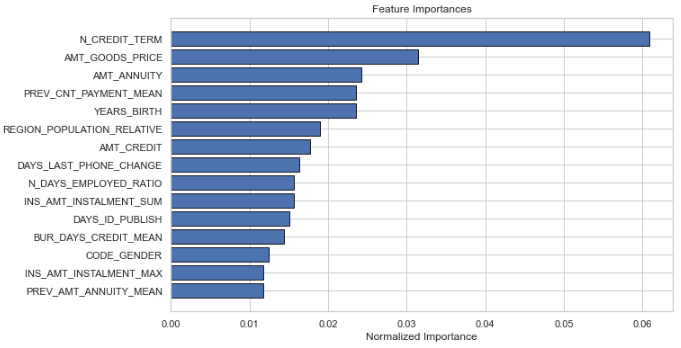 Feature Importances
N_CREDIT_TERM
AMT_GOODS_PRICE
AMT_ANNUITY
PREV_CNT_PAYMENT_MEAN
YEARS_BIRTH
REGION_POPULATION_RELATIVE
AMT_CREDIT
DAYS_LAST_PHONE_CHANGE
N_DAYS_EMPLOYED_RATIO
INS_AMT_INSTALMENT_SUM
DAYS_ID_PUBLISH
BUR_DAYS_CREDIT_MEAN
CODE_GENDER
INS_AMT_INSTALMENT_MAX
PREV_AMT_ANNUITY_MEAN
0.00 0.01 0.02 0.03 0.04 0.05 0.06
Normalized Importance